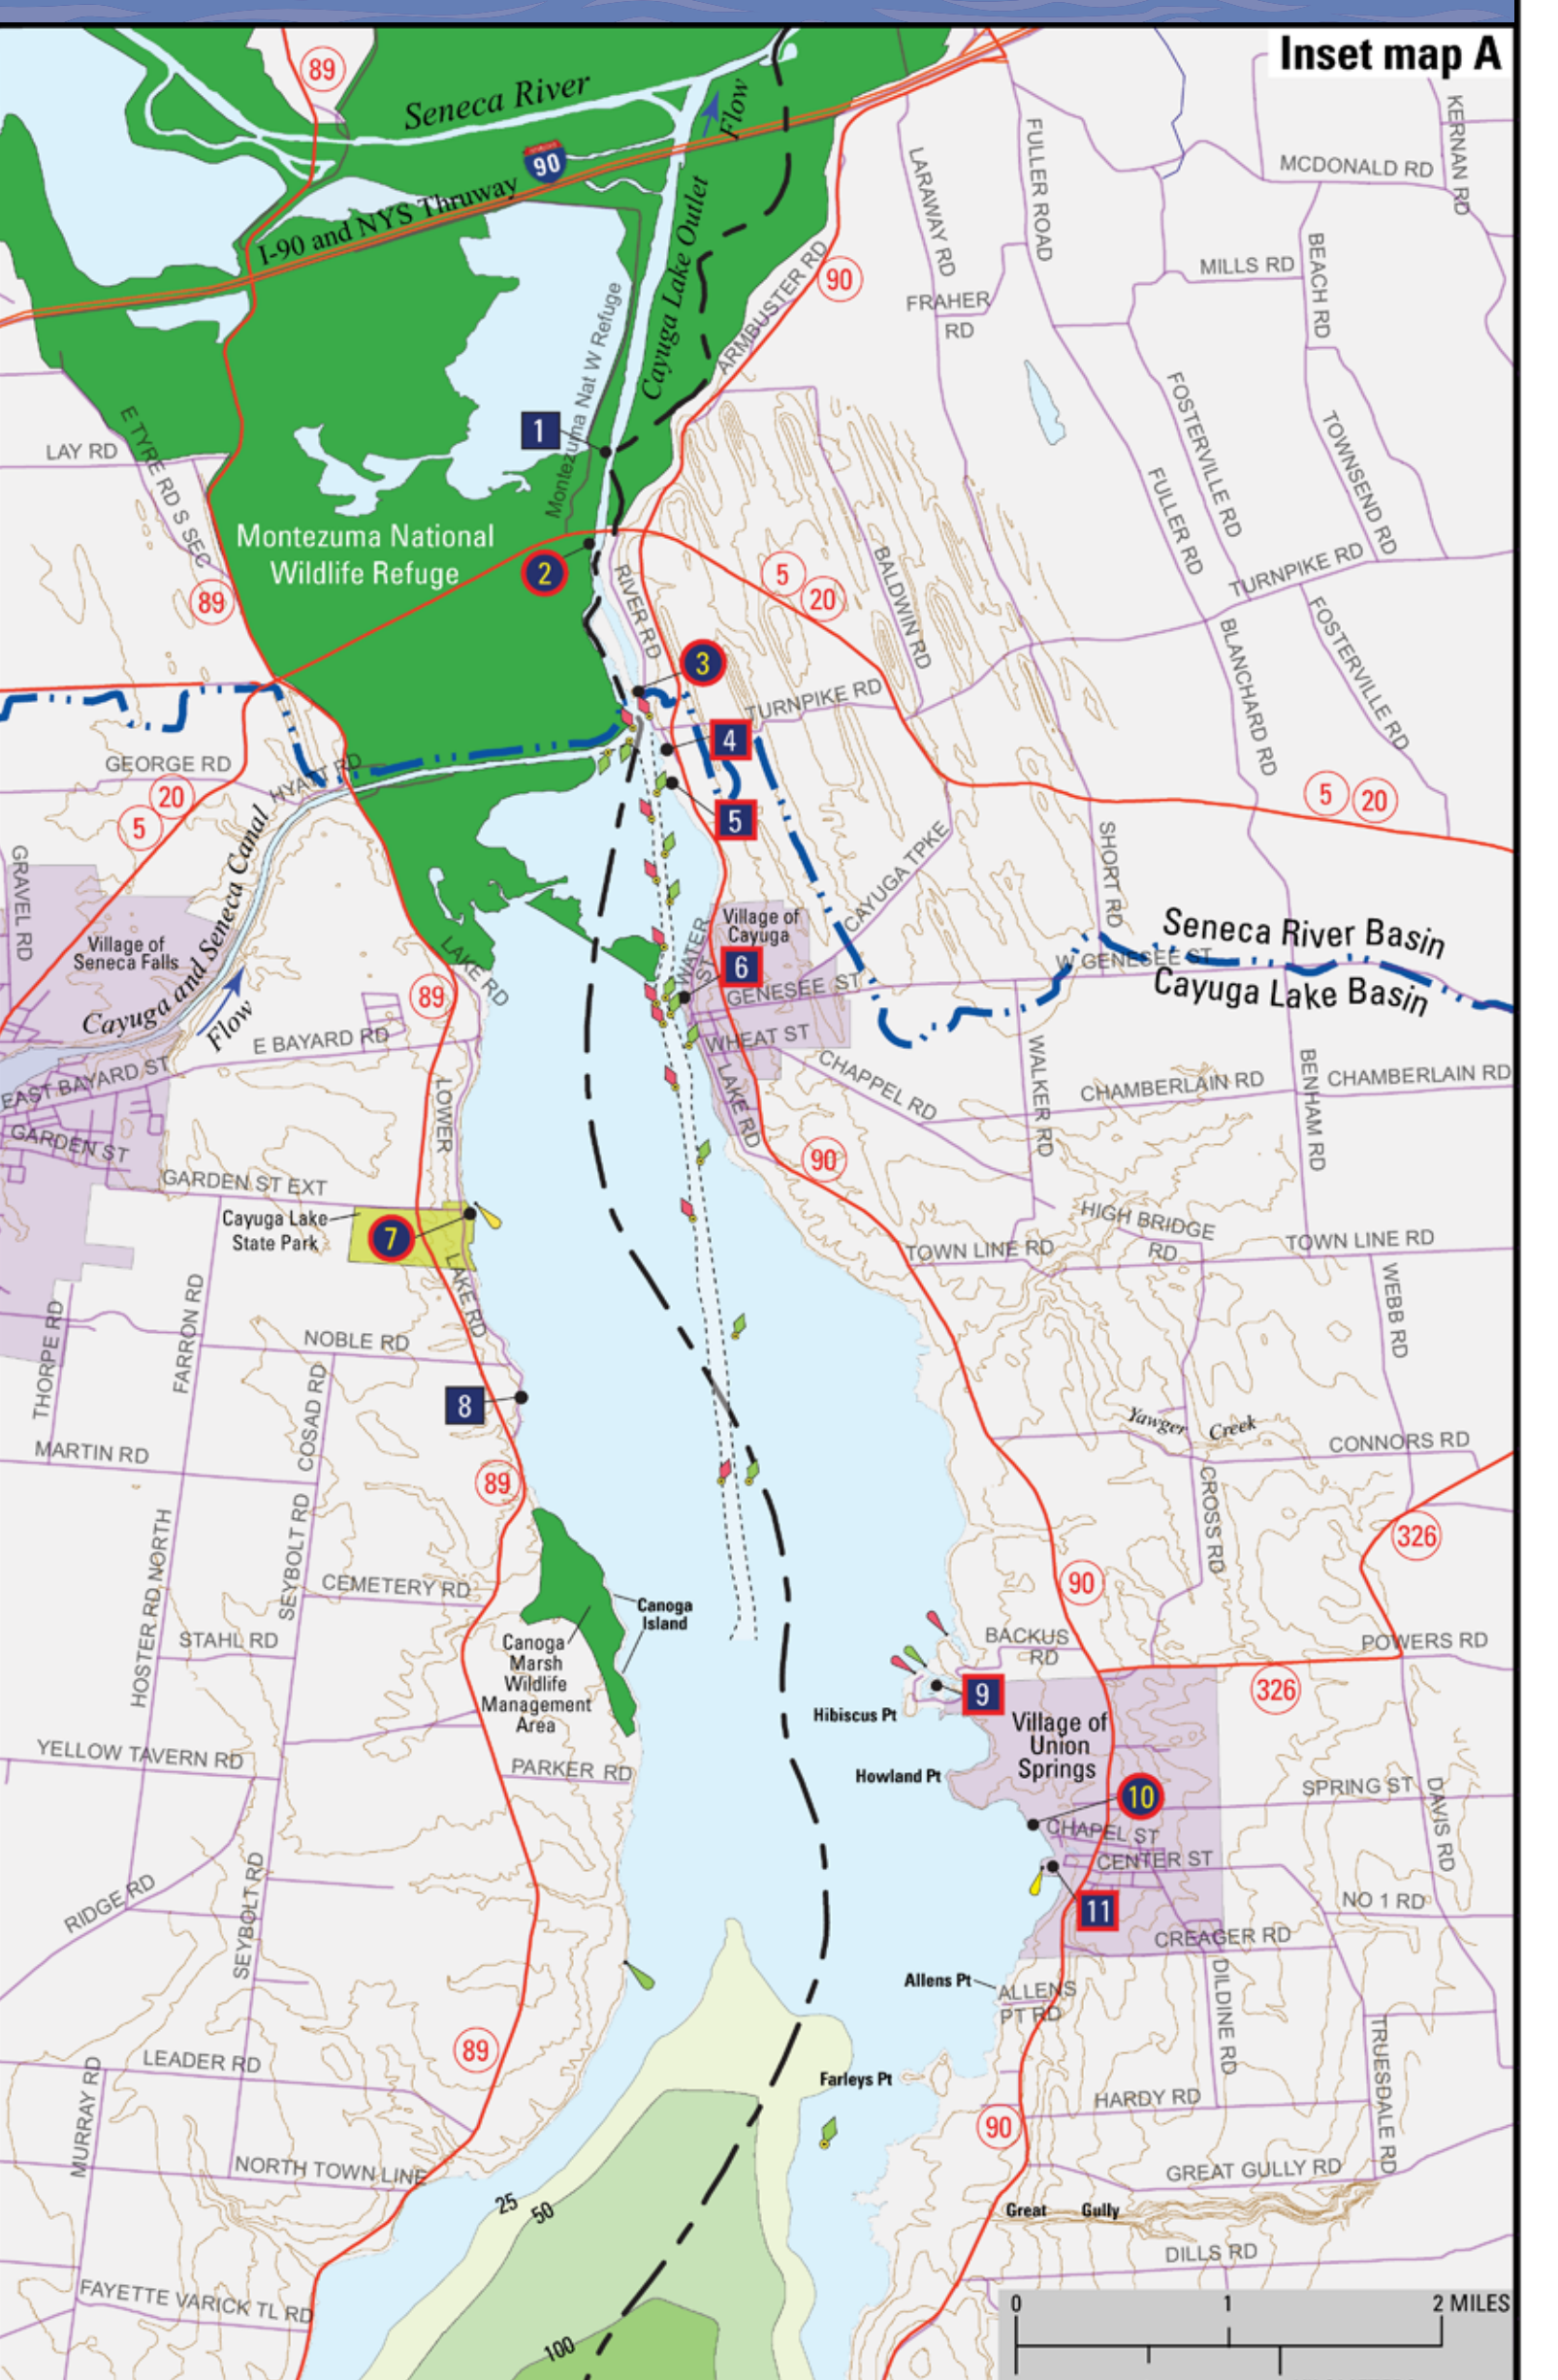 Inset map A
89
Seneca River
Flow
90
I-90 and NYS Thruway
Cayuga Lake Outlet
LARAWAY RD
FULLER ROAD
MCDONALD RD
KERNAN RD
MILLS RD
BEACH RD
90
ARMBUSTER RD
FRAHER
RD
Montezuma Nat W Refuge
1
E TYRE RD S SEC
LAY RD
FOSTERVILLE RD
TOWNSEND RD
FULLER RD
Montezuma National
Wildlife Refuge
2
89
RIVER RD
5
20
BALDWIN RD
TURNPIKE RD
FOSTERVILLE RD
BLANCHARD RD
3
TURNPIKE RD
4
5
GEORGE RD
HYATT RD
20
5
5
20
GRAVEL RD
Cayuga and Seneca Canal
Flow
CAYUGA TPKE
SHORT RD
Village of
Seneca Falls
Village of
Cayuga
WATER
ST
6
GENESEE ST
W GENESEE ST
Seneca River Basin
Cayuga Lake Basin
LAKE RD
89
E BAYARD RD
EAST BAYARD ST
WHEAT ST
CHAPPEL RD
WALKER RD
CHAMBERLAIN RD
BENHAM RD
CHAMBERLAIN RD
LAKE RD
LOWER
GARDEN ST
90
GARDEN ST EXT
Cayuga Lake
State Park
7
LAKE RD
HIGH BRIDGE
RD
TOWN LINE RD
TOWN LINE RD
WEBB RD
THORPE RD
FARRON RD
NOBLE RD
COSAD RD
8
Yawger Creek
CONNORS RD
MARTIN RD
89
CROSS RD
326
HOSTER RD NORTH
SEYBOLT RD
CEMETERY RD
90
Canoga
Island
STAHL RD
Canoga
Marsh
Wildlife
Management
Area
BACKUS
RD
POWERS RD
9
326
Hibiscus Pt
Village of
Union
Springs
YELLOW TAVERN RD
PARKER RD
Howland Pt
10
SPRING ST
DAVIS RD
CHAPEL ST
CENTER ST
RIDGE RD
SEYBOLT RD
11
NO 1 RD
CREAGER RD
Allens Pt
ALLENS
PT RD
DILDINE RD
TRUESDALE RD
89
LEADER RD
MURRAY RD
Farleys Pt
HARDY RD
90
NORTH TOWN LINE
GREAT GULLY RD
25
50
Great Gully
DILLS RD
FAYETTE VARICK TL RD
100
0 1 2 MILES